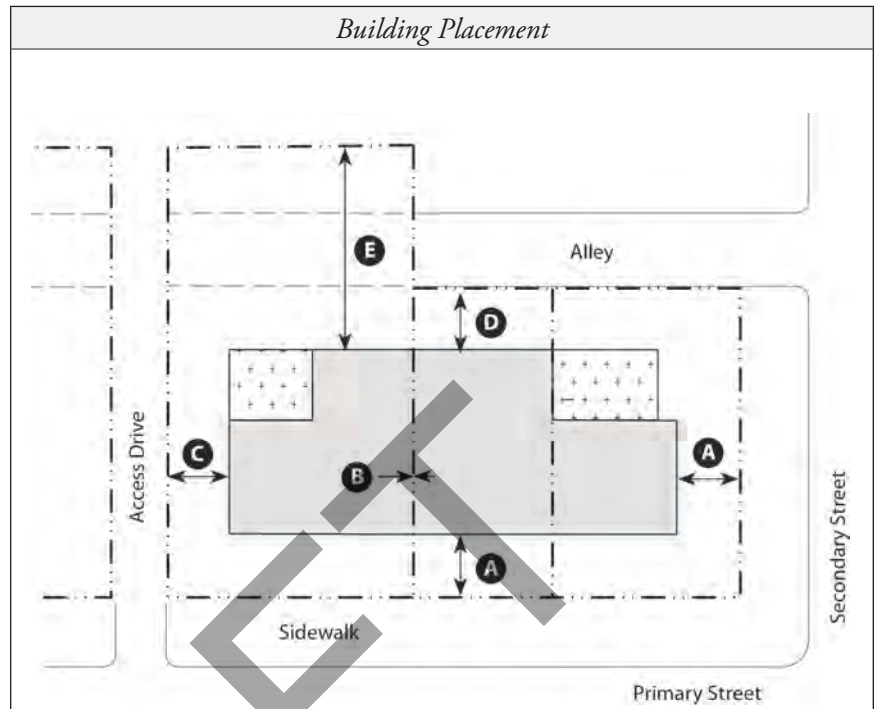 Building Placement
E
Alley
D
Access Drive
C
B
A
A
Secondary Street
Sidewalk
Primary Street